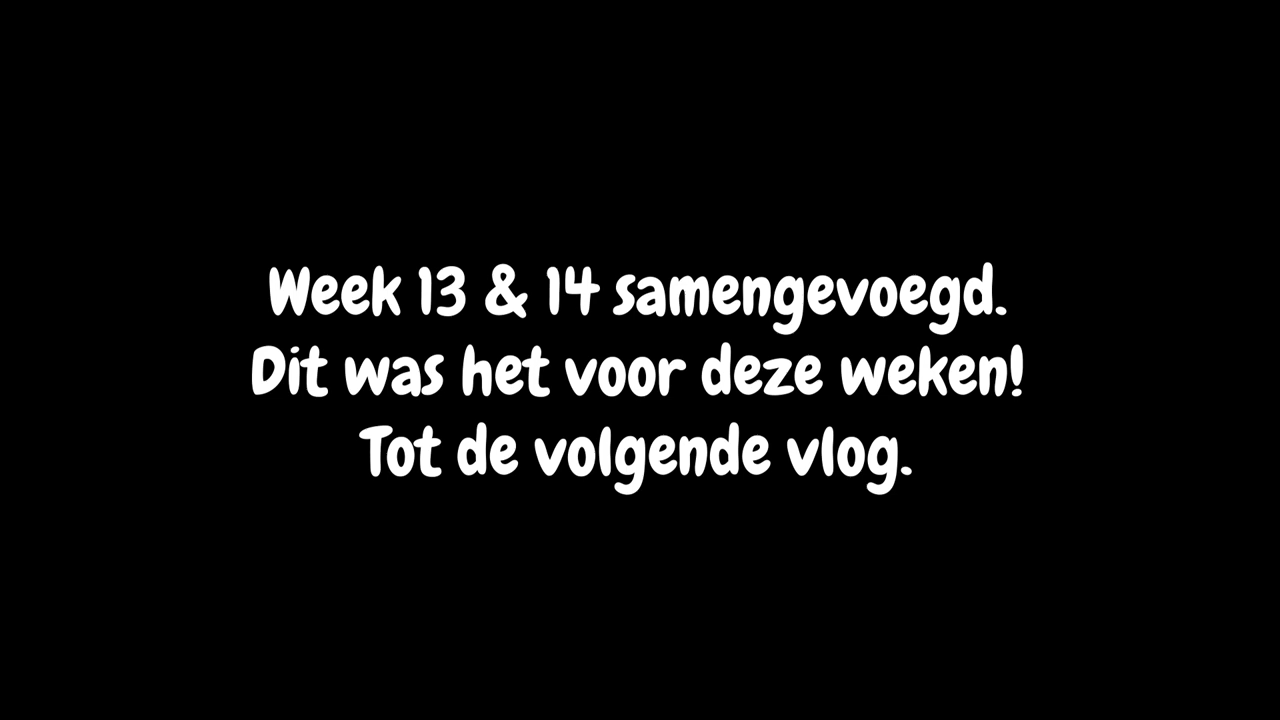 Week 13 & 14 samengevoegd.
Dit was het voor deze weken!
Tot de volgende vlog.